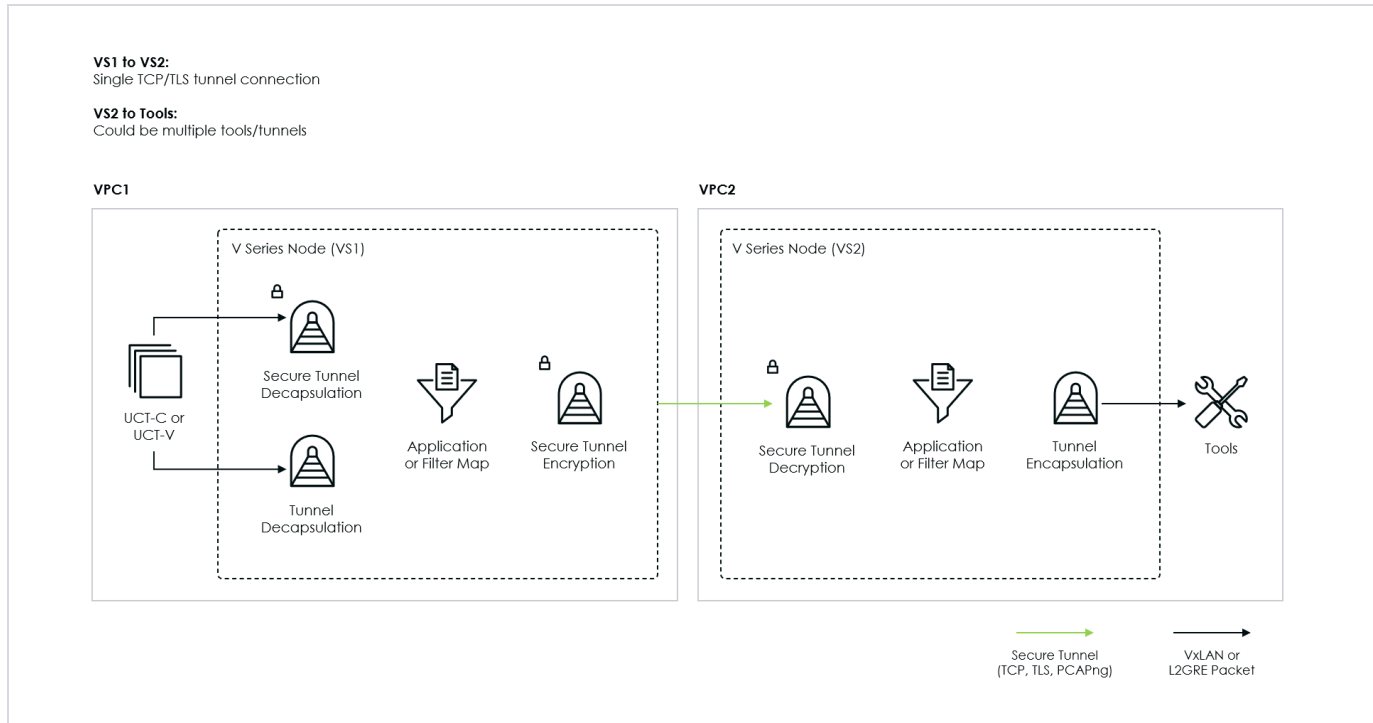 VS1 to VS2:
Single TCP/TLS tunnel connection
VS2 to Tools:
Could be multiple tools/tunnels
VPC1
V Series Node (VS1)
UCT-C or
UCT-V
Secure Tunnel
Decapsulation
Tunnel
Decapsulation
Application
or Filter Map
Secure Tunnel
Encryption
VPC2
V Series Node (VS2)
Secure Tunnel
Decryption
Application
or Filter Map
Tunnel
Encapsulation
Tools
Secure Tunnel
(TCP, TLS, PCAPng)
VxLAN or
L2GRE Packet